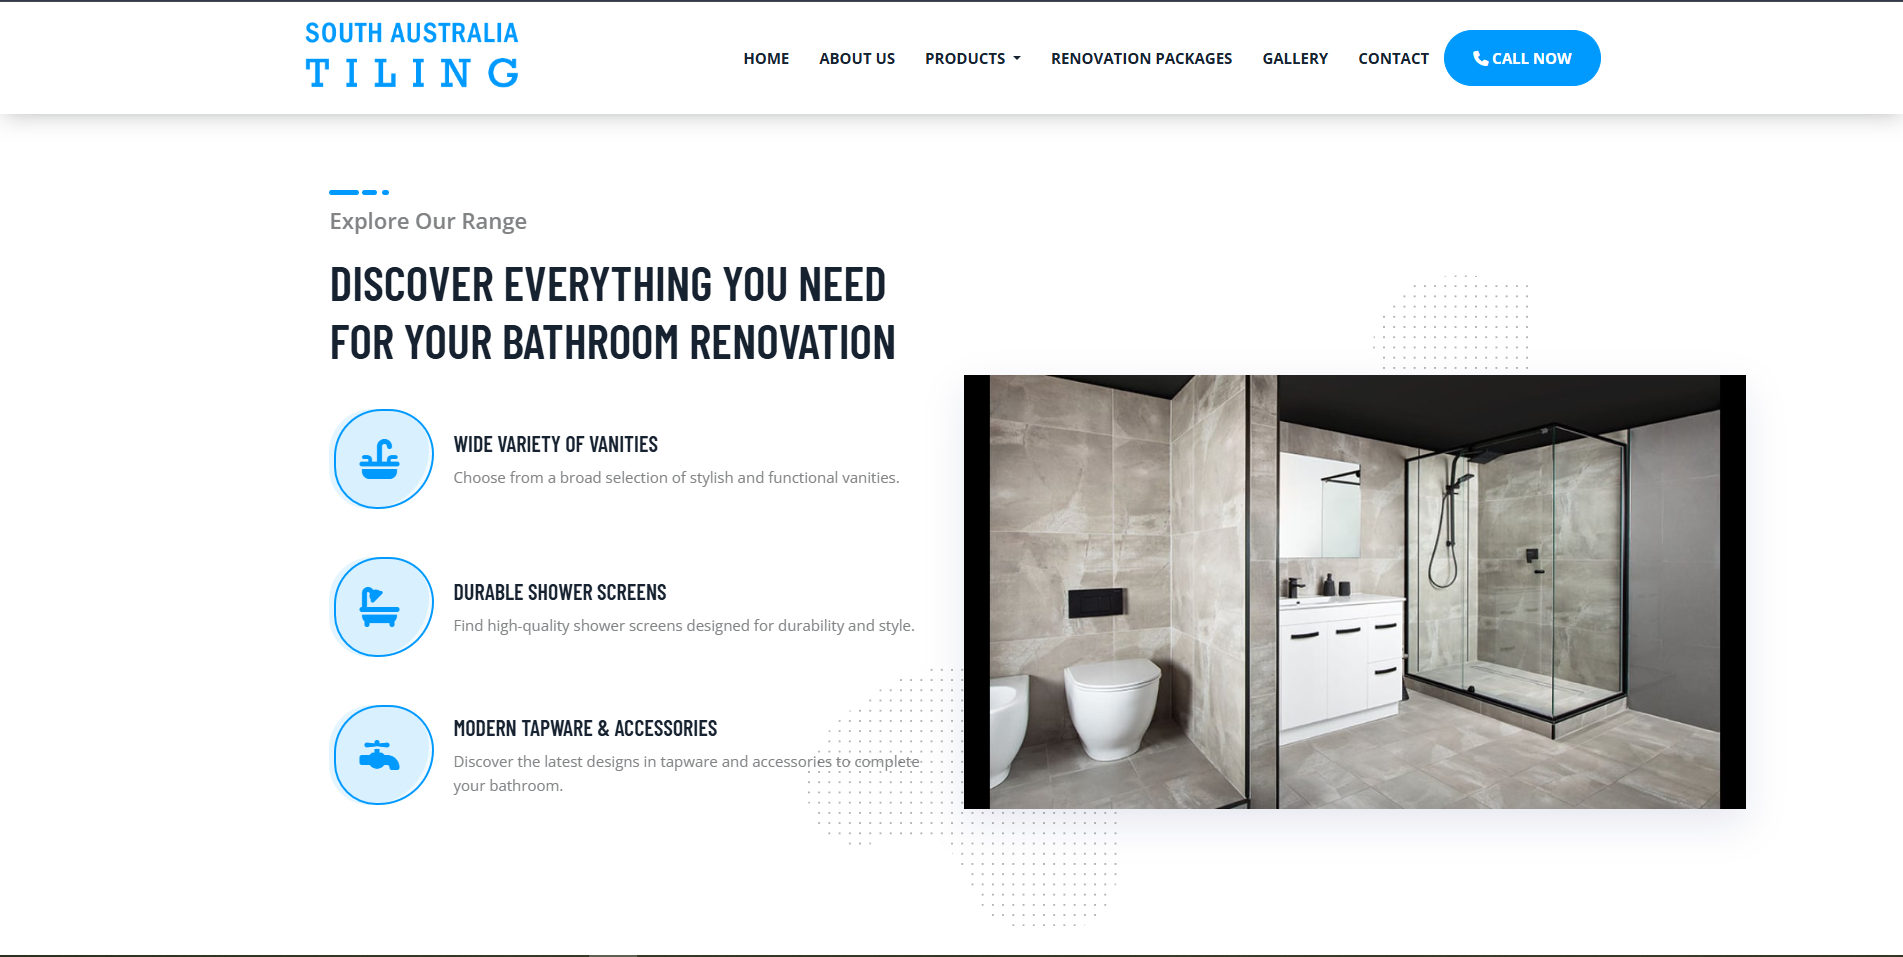 SOUTH AUSTRALIA
TILING
HOME ABOUT US PRODUCTS RENOVATION PACKAGES GALLERY CONTACT CALL NOW
Explore Our Range
DISCOVER EVERYTHING YOU NEED
FOR YOUR BATHROOM RENOVATION
WIDE VARIETY OF VANITIES
Choose from a broad selection of stylish and functional vanities.
DURABLE SHOWER SCREENS
Find high-quality shower screens designed for durability and style.
MODERN TAPWARE & ACCESSORIES
Discover the latest designs in tapware and accessories to complete
your bathroom.